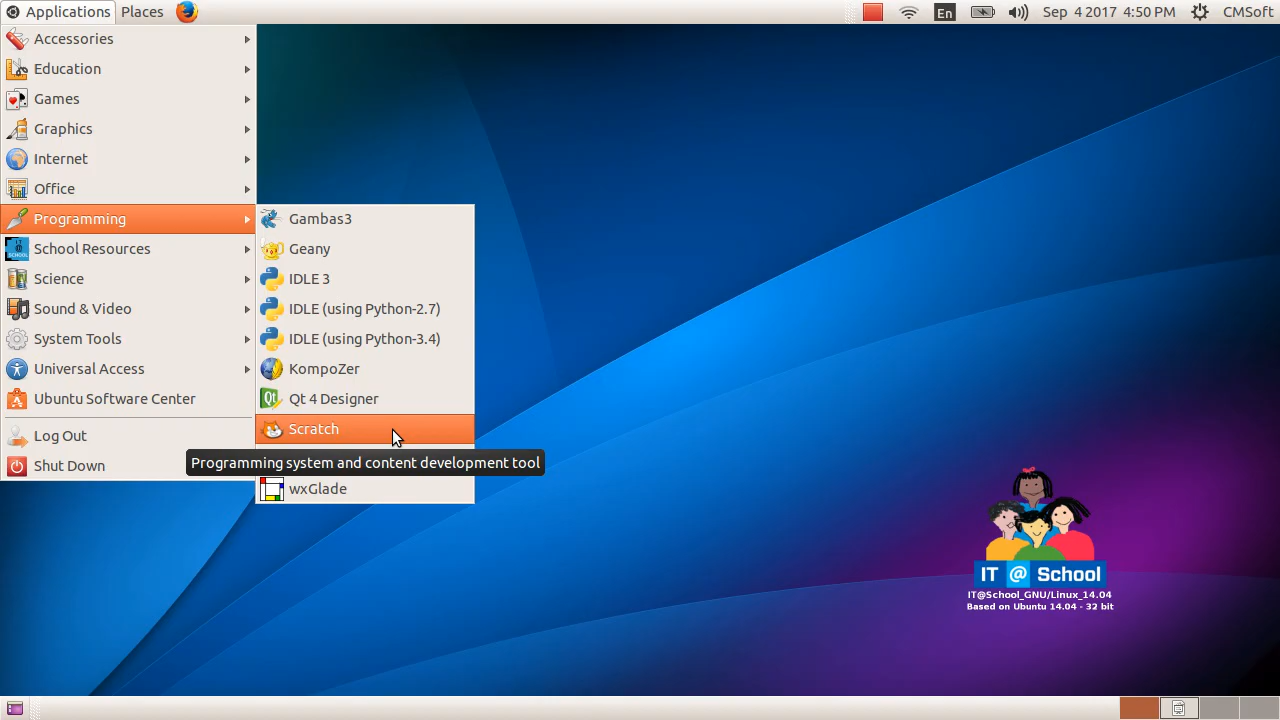 Applications Places En Sep 4 2017 4:50 PM CMSoft
Accessories
Education
Games
Graphics
Internet
Office
Programming
School Resources
Science
Sound & Video
System Tools
Universal Access
Ubuntu Software Center
Log Out
Shut Down
Gambas3
Geany
IDLE 3
IDLE (using Python-2.7)
IDLE (using Python-3.4)
KompoZer
Qt 4 Designer
Scratch
Programming system and content development tool
wxGlade
IT @ School
IT@School_GNU/Linux_14.04
Based on Ubuntu 14.04 - 32 bit